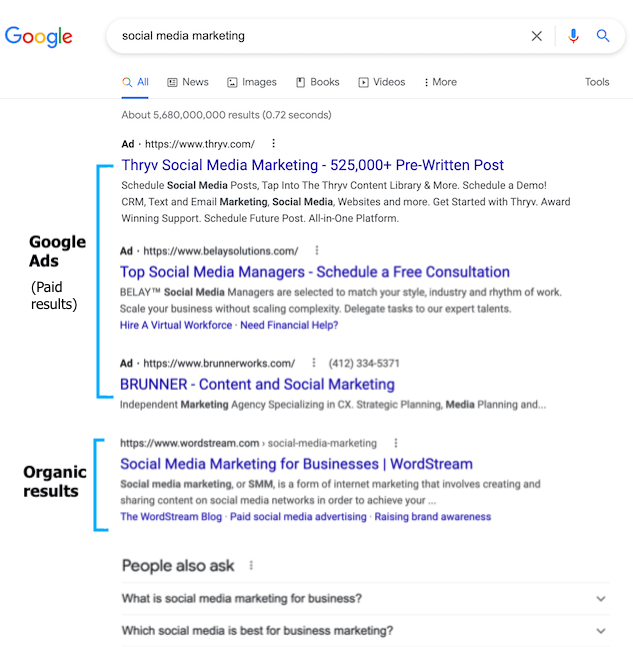 Google
social media marketing
All News Images Books Videos More Tools
About 5,680,000,000 results (0.72 seconds)
Ad · https://www.thryv.com/
Thryv Social Media Marketing - 525,000+ Pre-Written Post
Schedule Social Media Posts, Tap Into The Thryv Content Library & More. Schedule a Demo!
CRM, Text and Email Marketing, Social Media, Websites and more. Get Started with Thryv. Award
Winning Support. Schedule Future Post. All-in-One Platform.
Google
Ads
(Paid
results)
Ad · https://www.belaysolutions.com/
Top Social Media Managers - Schedule a Free Consultation
BELAY™ Social Media Managers are selected to match your style, industry and rhythm of work.
Scale your business without scaling complexity. Delegate tasks to our expert talents.
Hire A Virtual Workforce · Need Financial Help?
Ad · https://www.brunnerworks.com/ (412) 334-5371
BRUNNER - Content and Social Marketing
Independent Marketing Agency Specializing in CX. Strategic Planning, Media Planning and...
Organic
results
https://www.wordstream.com › social-media-marketing
Social Media Marketing for Businesses | WordStream
Social media marketing, or SMM, is a form of internet marketing that involves creating and
sharing content on social media networks in order to achieve your ...
The WordStream Blog · Paid social media advertising · Raising brand awareness
People also ask
What is social media marketing for business?
Which social media is best for business marketing?